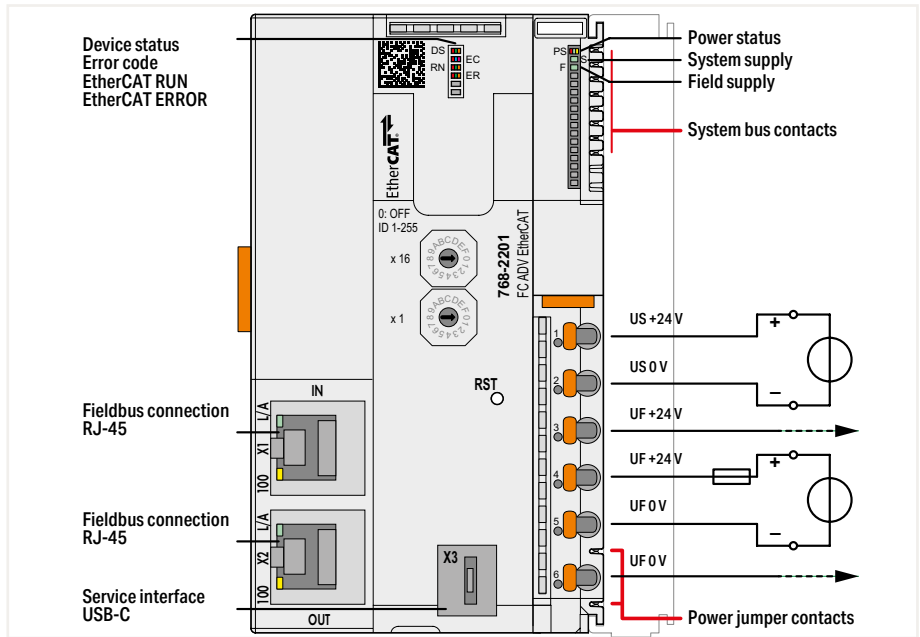 Device status
Error code
EtherCAT RUN
EtherCAT ERROR
DS
EC
RN
ER
PS
S
F
Power status
System supply
Field supply
System bus contacts
EtherCAT®
0: OFF
ID 1-255
x 16
x 1
768-2201
FC ADV EtherCAT
RST
1
2
3
4
5
6
US +24 V
US 0 V
UF +24 V
UF +24 V
UF 0 V
UF 0 V
+
–
+
–
Power jumper contacts
Fieldbus connection
RJ-45
IN
L/A
X1
100
Fieldbus connection
RJ-45
L/A
X2
100
OUT
Service interface
USB-C
X3